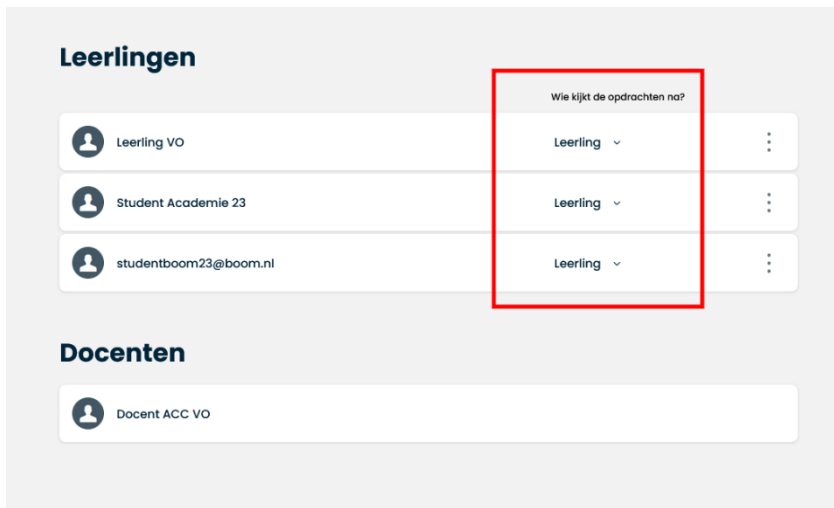 Leerlingen
Wie kijkt de opdrachten na?
Leerling VO Leerling
Student Academie 23 Leerling
studentboom23@boom.nl Leerling
Docenten
Docent ACC VO